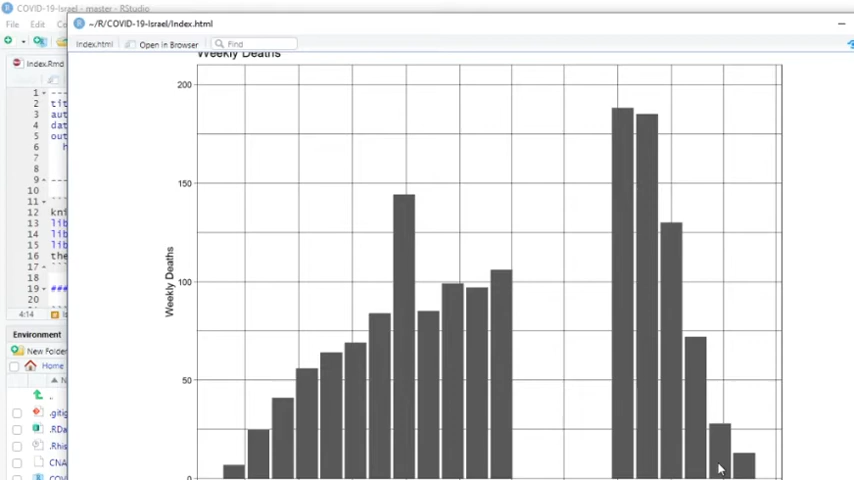 COVID-19-Israel - master - RStudio
File Edit Co
~/R/COVID-19-Israel/Index.html
Index.html Open in Browser Find
Index.Rmd
1 ---
2 tit
3 aut
4 dat
5 out
6 h
7
8
9 ---
10
11 ---
12 kni
13 lib
14 lib
15 lib
16 the
17 ---
18
19 ##
20
4:14
Environment
New Folder
Home
N
..
.gitig
.RDa
.Rhis
CNA
COV
Weekly Deaths
200
150
100
50
0
Weekly Deaths